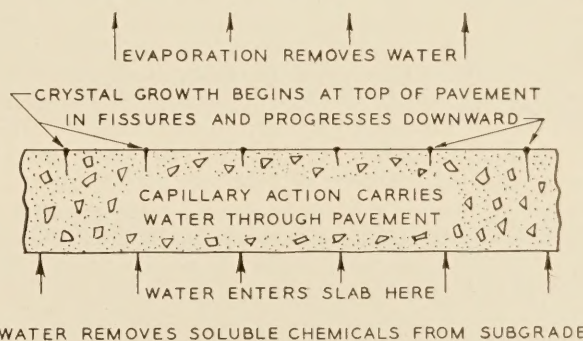 EVAPORATION REMOVES WATER
CRYSTAL GROWTH BEGINS AT TOP OF PAVEMENT
IN FISSURES AND PROGRESSES DOWNWARD
CAPILLARY ACTION CARRIES
WATER THROUGH PAVEMENT
WATER ENTERS SLAB HERE
WATER REMOVES SOLUBLE CHEMICALS FROM SUBGRADE